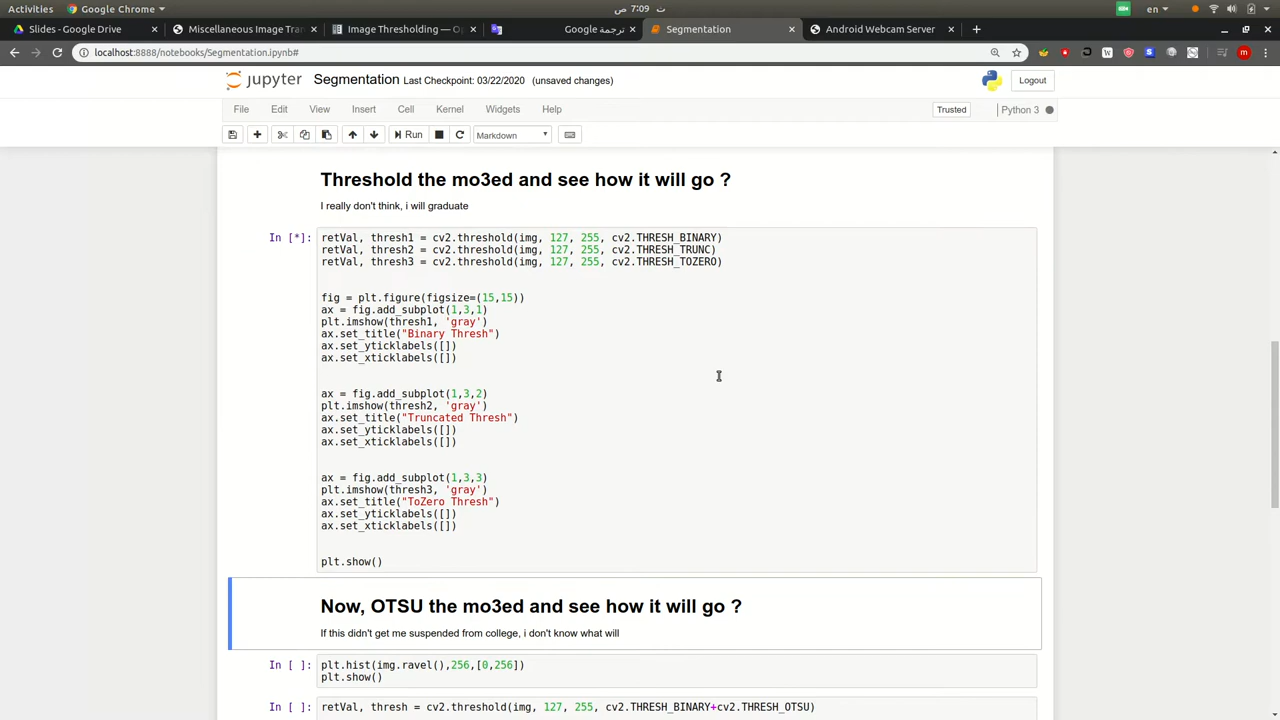 Activities
Google Chrome
ت 7:09 ص
en
Slides - Google Drive
Miscellaneous Image Tran
Image Thresholding — Op
ترجمة Google
Segmentation
Android Webcam Server
localhost:8888/notebooks/Segmentation.ipynb#
jupyter
Segmentation Last Checkpoint: 03/22/2020 (unsaved changes)
Logout
File Edit View Insert Cell Kernel Widgets Help
Trusted
Python 3
Run
Markdown
Threshold the mo3ed and see how it will go ?
I really don't think, i will graduate
In [*]:
retVal, thresh1 = cv2.threshold(img, 127, 255, cv2.THRESH_BINARY)
retVal, thresh2 = cv2.threshold(img, 127, 255, cv2.THRESH_TRUNC)
retVal, thresh3 = cv2.threshold(img, 127, 255, cv2.THRESH_TOZERO)
fig = plt.figure(figsize=(15,15))
ax = fig.add_subplot(1,3,1)
plt.imshow(thresh1, 'gray')
ax.set_title("Binary Thresh")
ax.set_yticklabels([])
ax.set_xticklabels([])
ax = fig.add_subplot(1,3,2)
plt.imshow(thresh2, 'gray')
ax.set_title("Truncated Thresh")
ax.set_yticklabels([])
ax.set_xticklabels([])
ax = fig.add_subplot(1,3,3)
plt.imshow(thresh3, 'gray')
ax.set_title("ToZero Thresh")
ax.set_yticklabels([])
ax.set_xticklabels([])
plt.show()
Now, OTSU the mo3ed and see how it will go ?
If this didn't get me suspended from college, i don't know what will
In [ ]:
plt.hist(img.ravel(),256,[0,256])
plt.show()
In [ ]:
retVal, thresh = cv2.threshold(img, 127, 255, cv2.THRESH_BINARY+cv2.THRESH_OTSU)